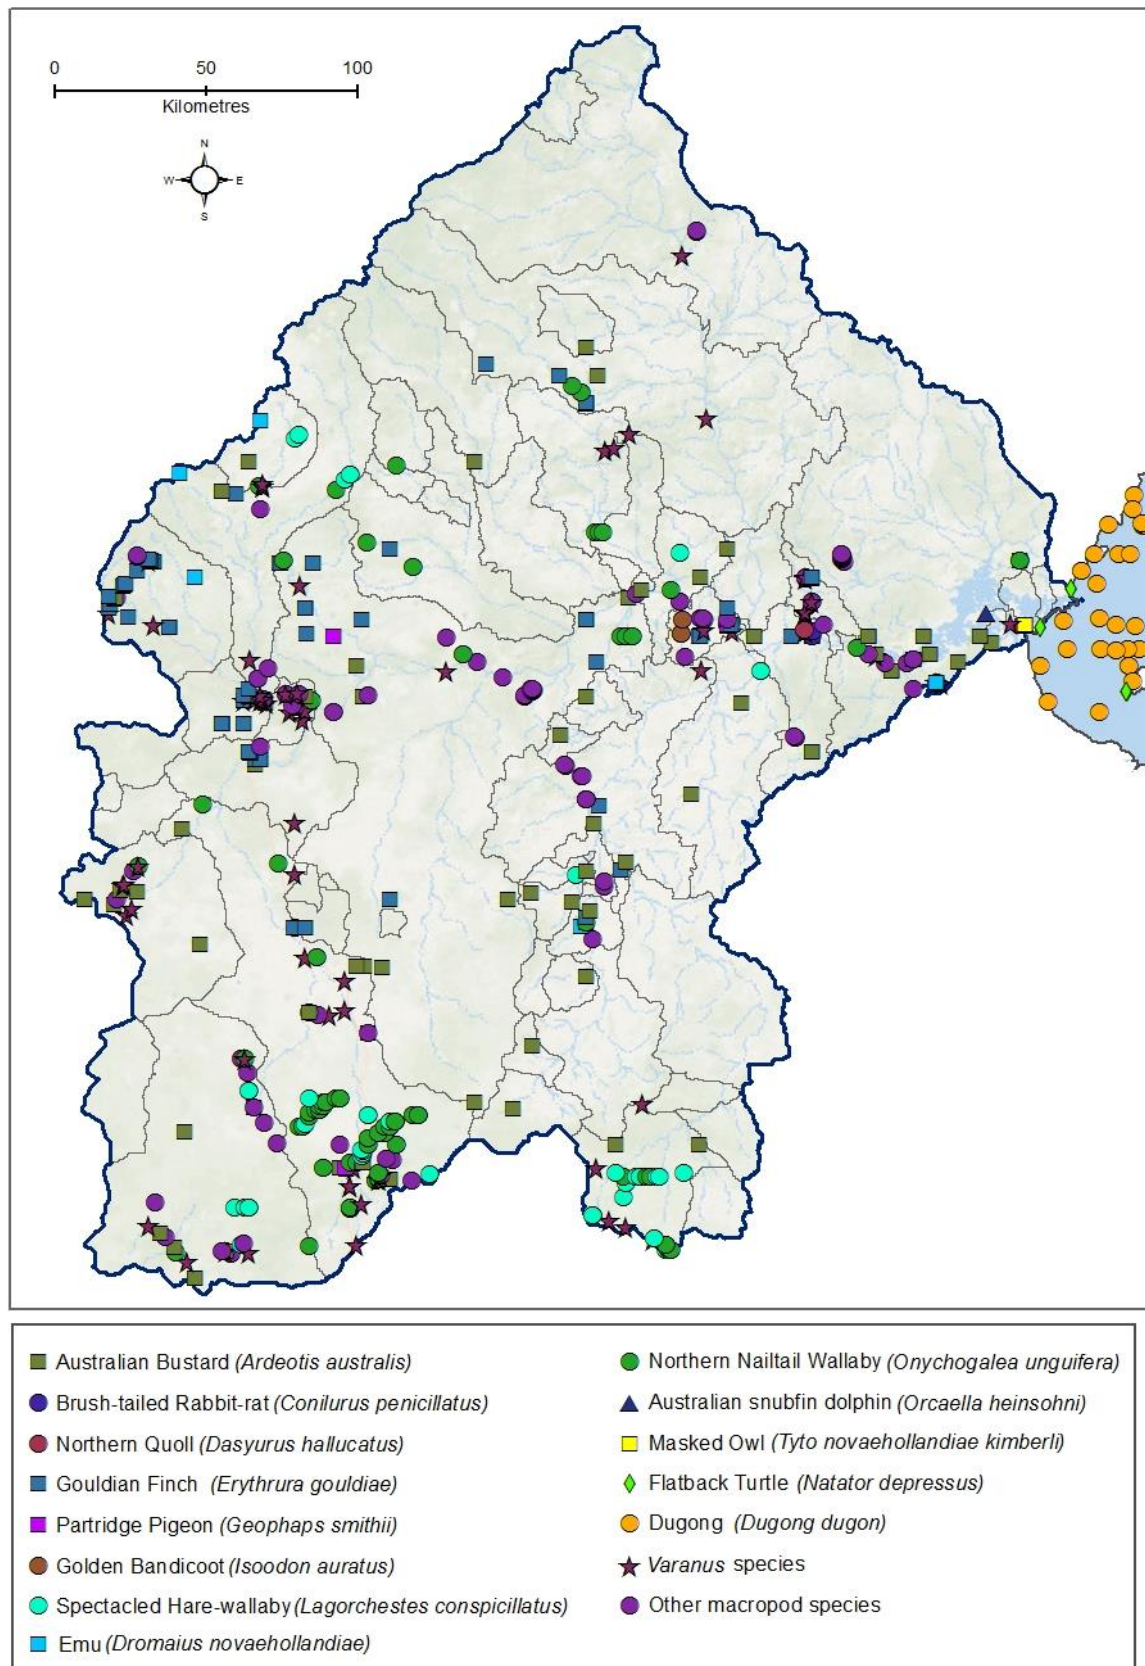 0 50 100
Kilometres
N
W E
S
Australian Bustard (Ardeotis australis)
Brush-tailed Rabbit-rat (Conilurus penicillatus)
Northern Quoll (Dasyurus hallucatus)
Gouldian Finch (Erythrura gouldiae)
Partridge Pigeon (Geophaps smithii)
Golden Bandicoot (Isoodon auratus)
Spectacled Hare-wallaby (Lagorchestes conspicillatus)
Emu (Dromaius novaehollandiae)
Northern Nailtail Wallaby (Onychogalea unguifera)
Australian snubfin dolphin (Orcaella heinsohni)
Masked Owl (Tyto novaehollandiae kimberli)
Flatback Turtle (Natator depressus)
Dugong (Dugong dugon)
Varanus species
Other macropod species